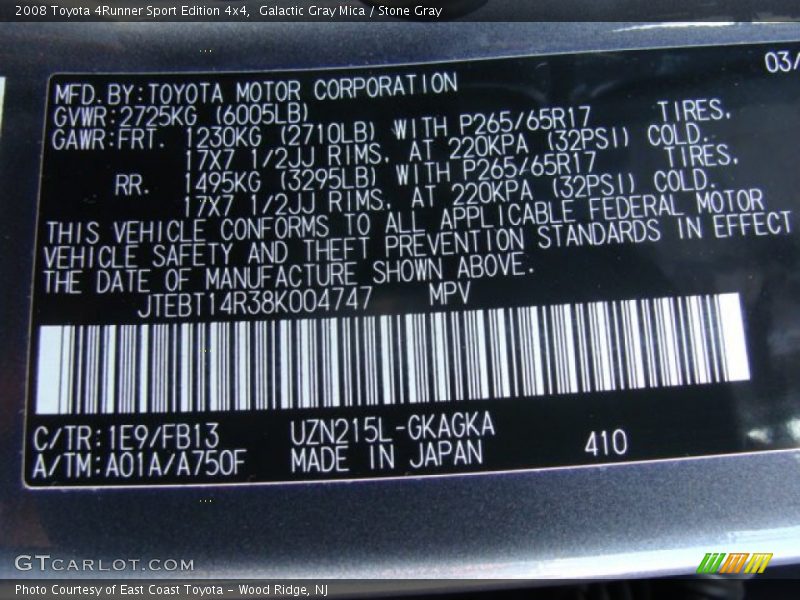 2008 Toyota 4Runner Sport Edition 4x4,  Galactic Gray Mica / Stone Gray
03/
MFD.BY:TOYOTA MOTOR CORPORATION
GVWR:2725KG (6005LB)
GAWR:FRT. 1230KG (2710LB) WITH P265/65R17 TIRES,
17X7 1/2JJ RIMS, AT 220KPA (32PSI) COLD.
RR. 1495KG (3295LB) WITH P265/65R17 TIRES,
17X7 1/2JJ RIMS, AT 220KPA (32PSI) COLD.
THIS VEHICLE CONFORMS TO ALL APPLICABLE FEDERAL MOTOR
VEHICLE SAFETY AND THEFT PREVENTION STANDARDS IN EFFECT
THE DATE OF MANUFACTURE SHOWN ABOVE.
JTEBT14R38K004747 MPV
C/TR:1E9/FB13 UZN215L-GKAGKA
A/TM:A01A/A750F MADE IN JAPAN 410
GTCARLOT.COM
Photo Courtesy of East Coast Toyota - Wood Ridge, NJ